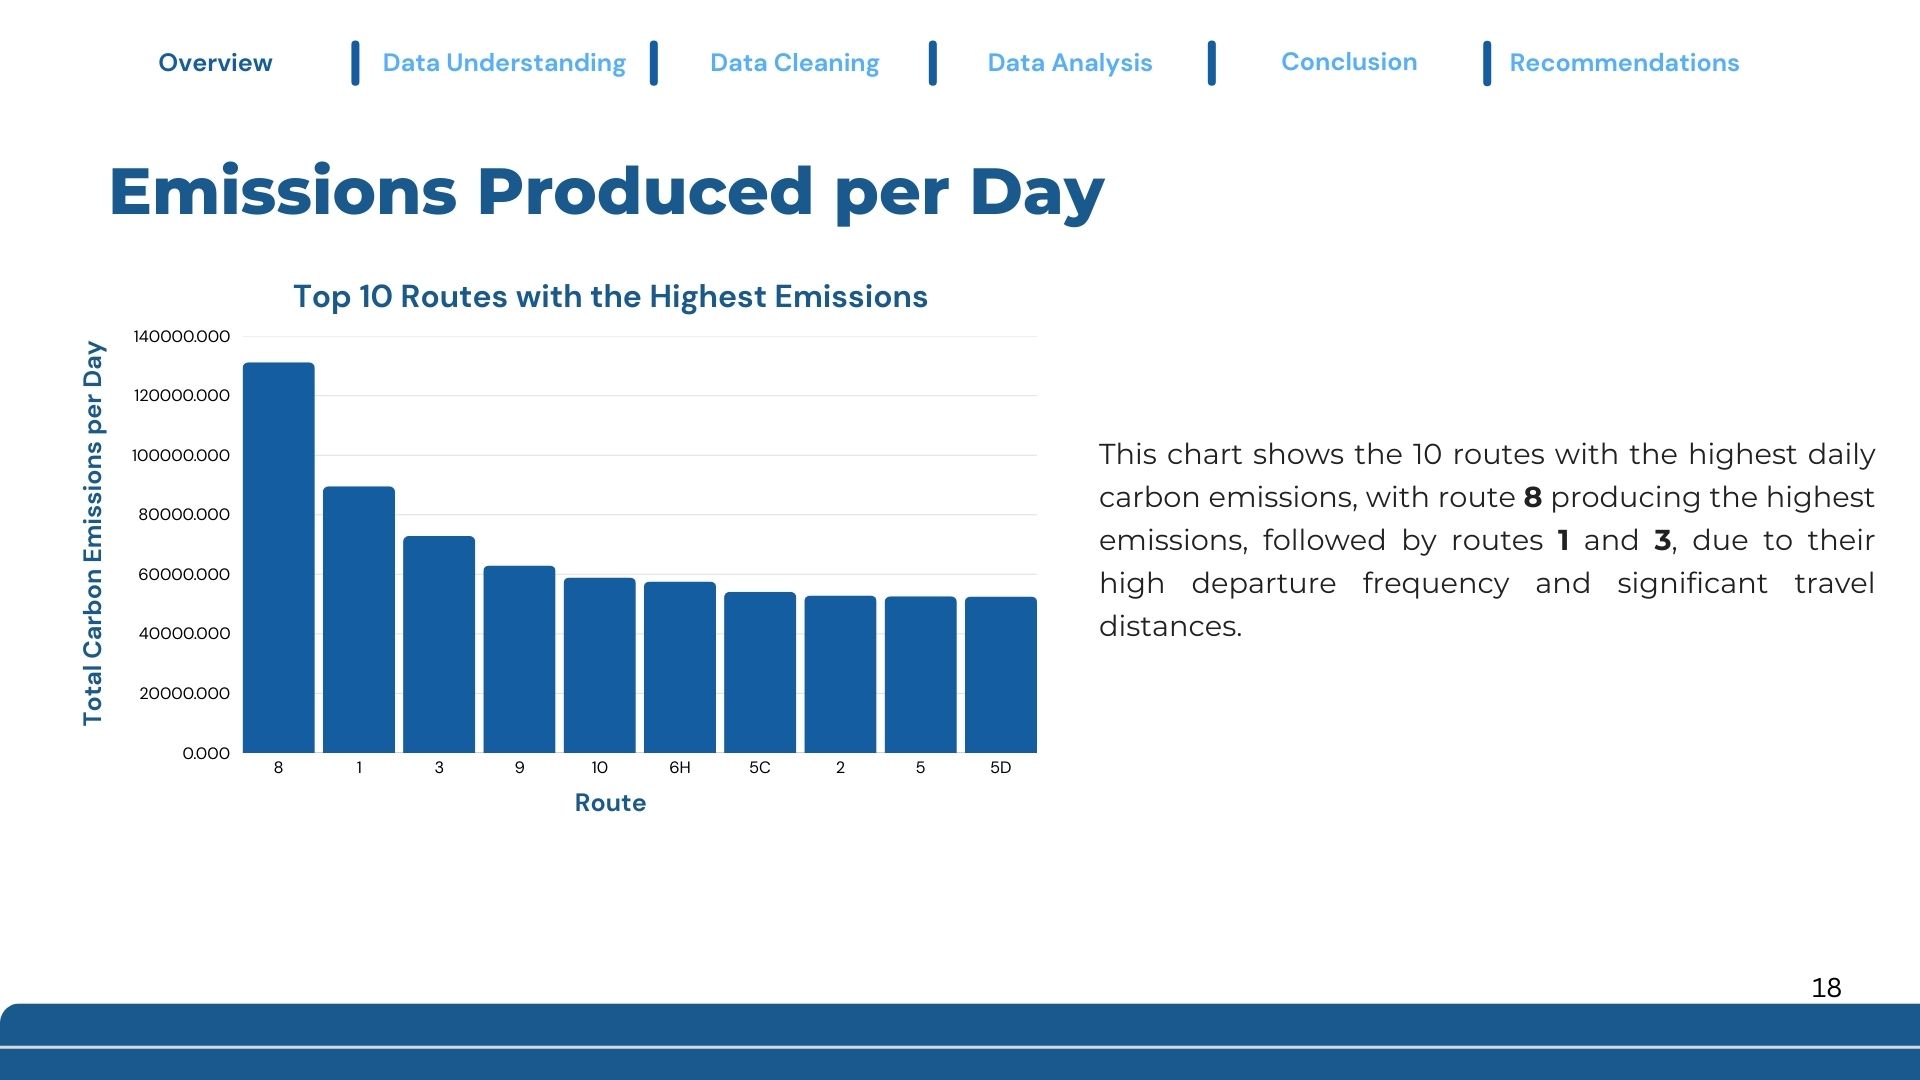 Overview
Data Understanding
Data Cleaning
Data Analysis
Conclusion
Recommendations
Emissions Produced per Day
Top 10 Routes with the Highest Emissions
Total Carbon Emissions per Day
140000.000
120000.000
100000.000
80000.000
60000.000
40000.000
20000.000
0.000
8 1 3 9 10 6H 5C 2 5 5D
Route
This chart shows the 10 routes with the highest daily
carbon emissions, with route 8 producing the highest
emissions, followed by routes 1 and 3, due to their
high departure frequency and significant travel
distances.
18